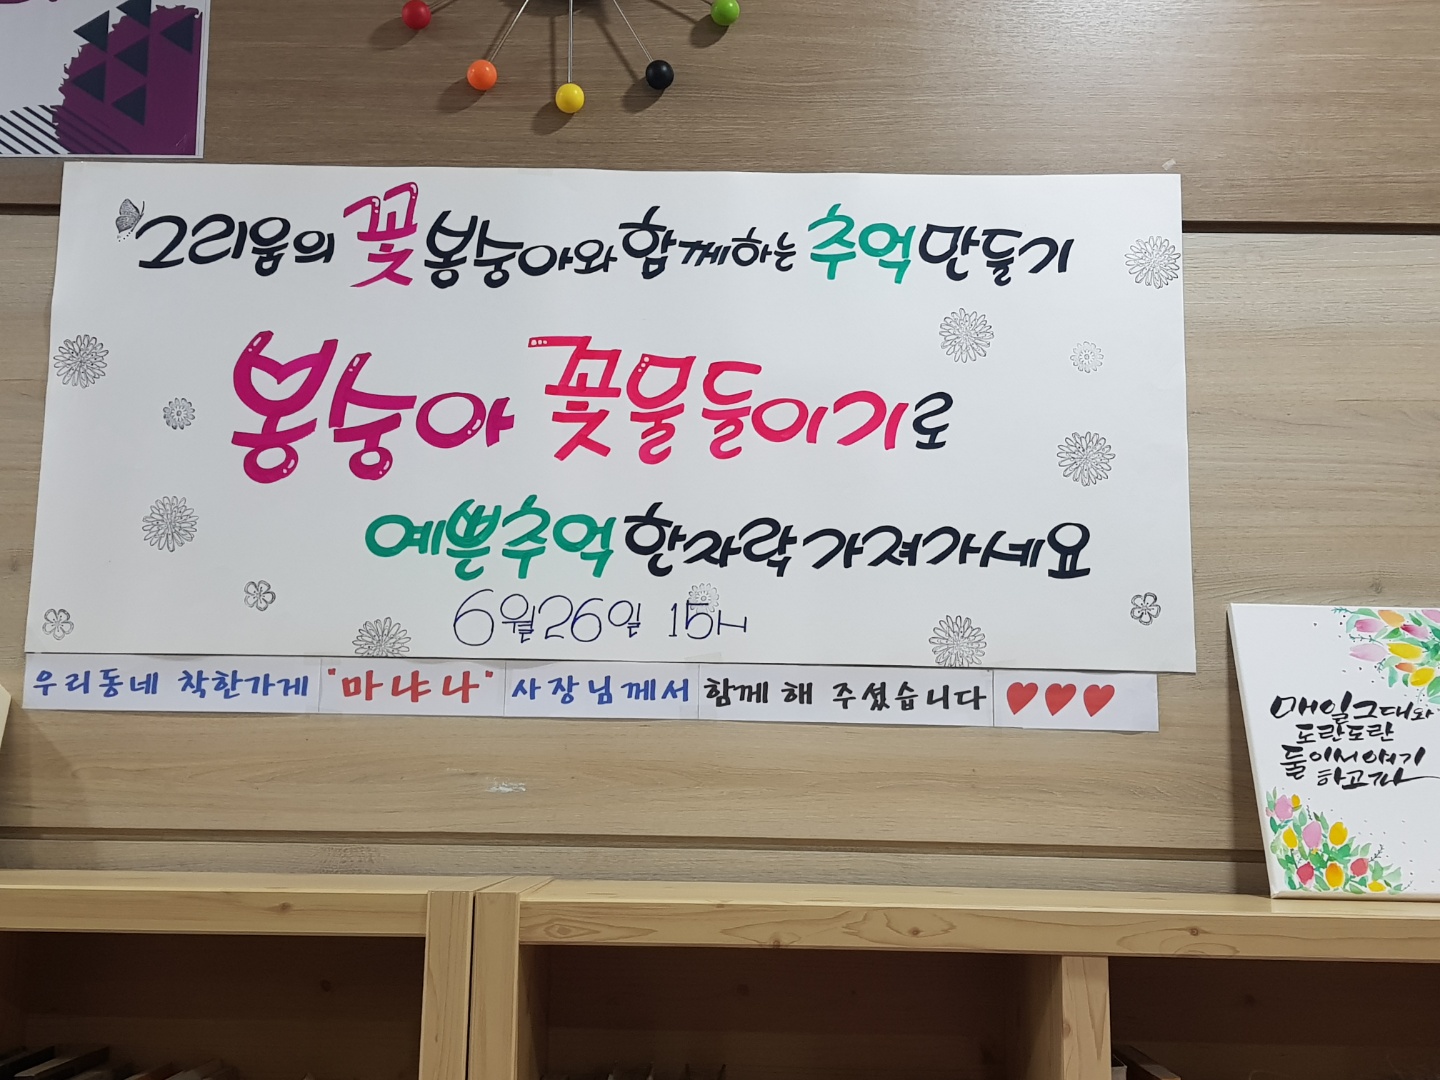 그리움의 꽃 봉숭아와 함께하는 추억만들기
봉숭아 꽃물들이기로
예쁜추억 한자락 가져가세요
6월26일 15H
우리동네 착한가게 "마냐나" 사장님께서 함께 해 주셨습니다 ♥♥♥
매일그대와
도란도란
둘이서 얘기
하고파